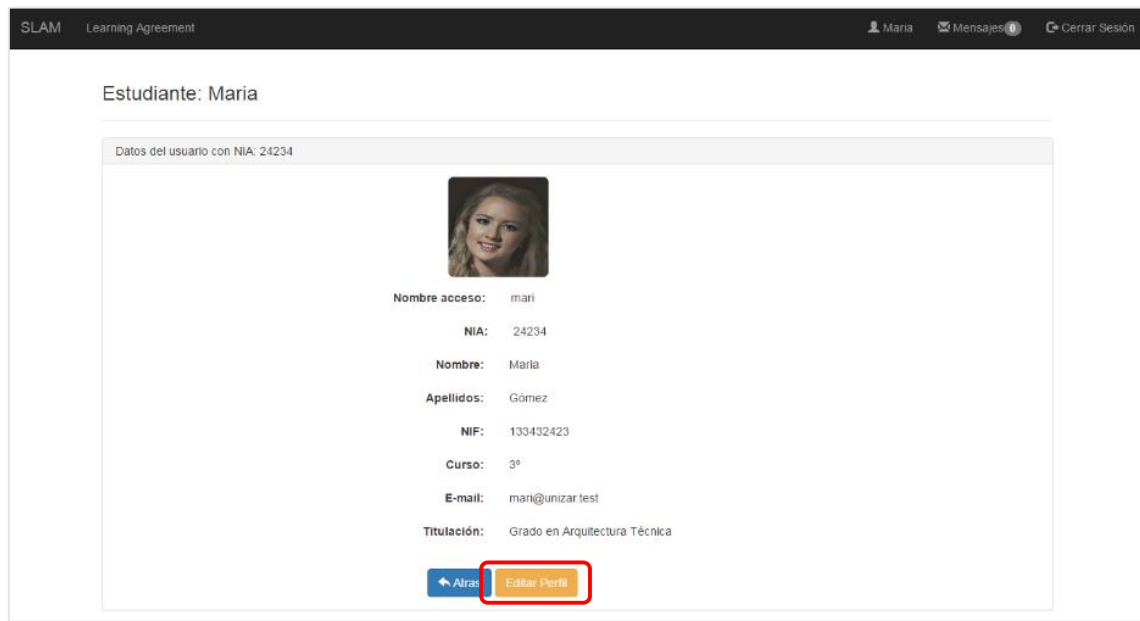 SLAM Learning Agreement Maria Mensajes 0 Cerrar Sesión
Estudiante: Maria
Datos del usuario con NIA: 24234
Nombre acceso: mari
NIA: 24234
Nombre: Maria
Apellidos: Gómez
NIF: 133432423
Curso: 3º
E-mail: mari@unizar.test
Titulación: Grado en Arquitectura Técnica
Atras Editar Perfil